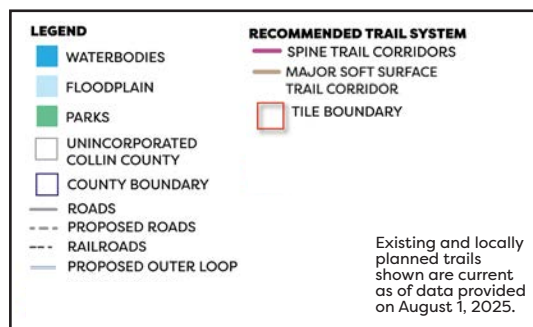 LEGEND
WATERBODIES
FLOODPLAIN
PARKS
UNINCORPORATED
COLLIN COUNTY
COUNTY BOUNDARY
ROADS
PROPOSED ROADS
RAILROADS
PROPOSED OUTER LOOP
RECOMMENDED TRAIL SYSTEM
SPINE TRAIL CORRIDORS
MAJOR SOFT SURFACE
TRAIL CORRIDOR
TILE BOUNDARY
Existing and locally
planned trails
shown are current
as of data provided
on August 1, 2025.